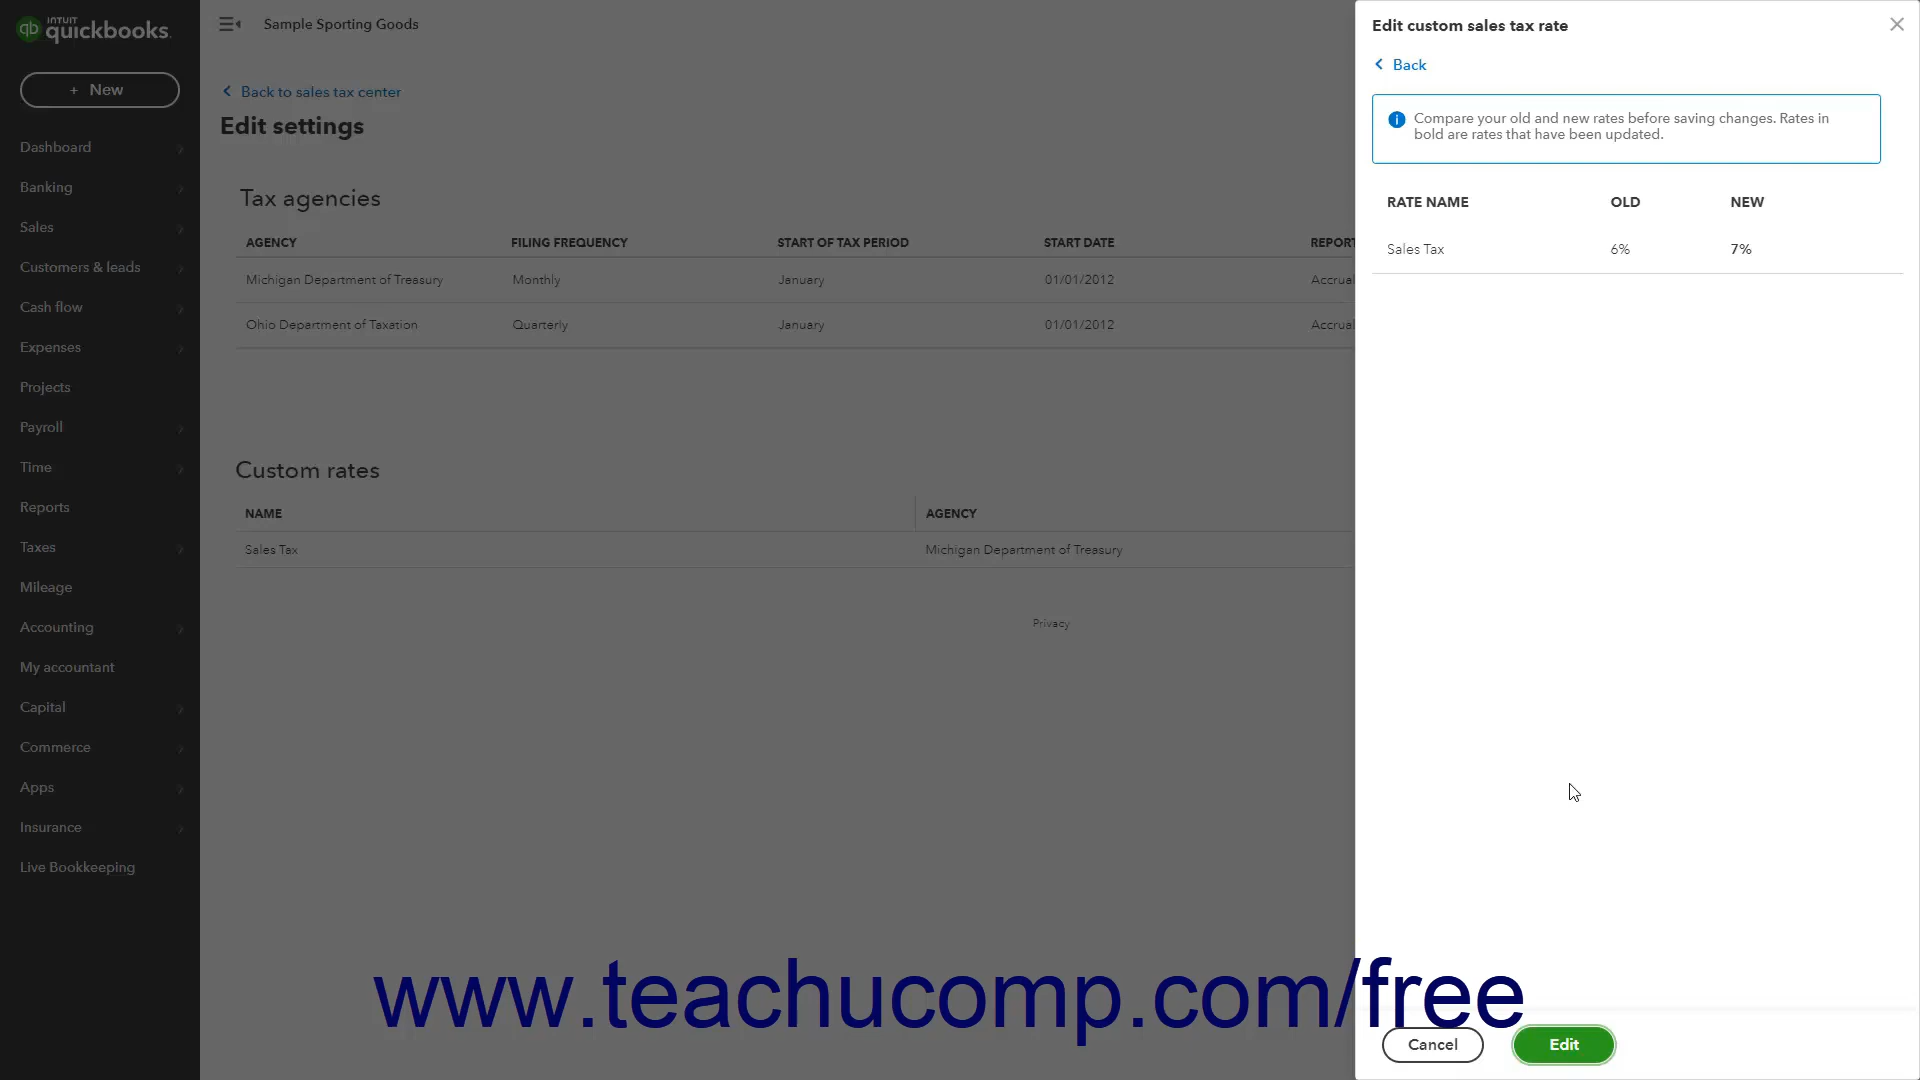 INTUIT
quickbooks.
+ New
Dashboard
Banking
Sales
Customers & leads
Cash flow
Expenses
Projects
Payroll
Time
Reports
Taxes
Mileage
Accounting
My accountant
Capital
Commerce
Apps
Insurance
Live Bookkeeping
Sample Sporting Goods
Back to sales tax center
Edit settings
Tax agencies
AGENCY FILING FREQUENCY START OF TAX PERIOD START DATE REPORT
Michigan Department of Treasury Monthly January 01/01/2012 Accrual
Ohio Department of Taxation Quarterly January 01/01/2012 Accrual
Custom rates
NAME AGENCY
Sales Tax Michigan Department of Treasury
Privacy
Edit custom sales tax rate
Back
Compare your old and new rates before saving changes. Rates in
bold are rates that have been updated.
RATE NAME OLD NEW
Sales Tax 6% 7%
www.teachucomp.com/free
Cancel Edit